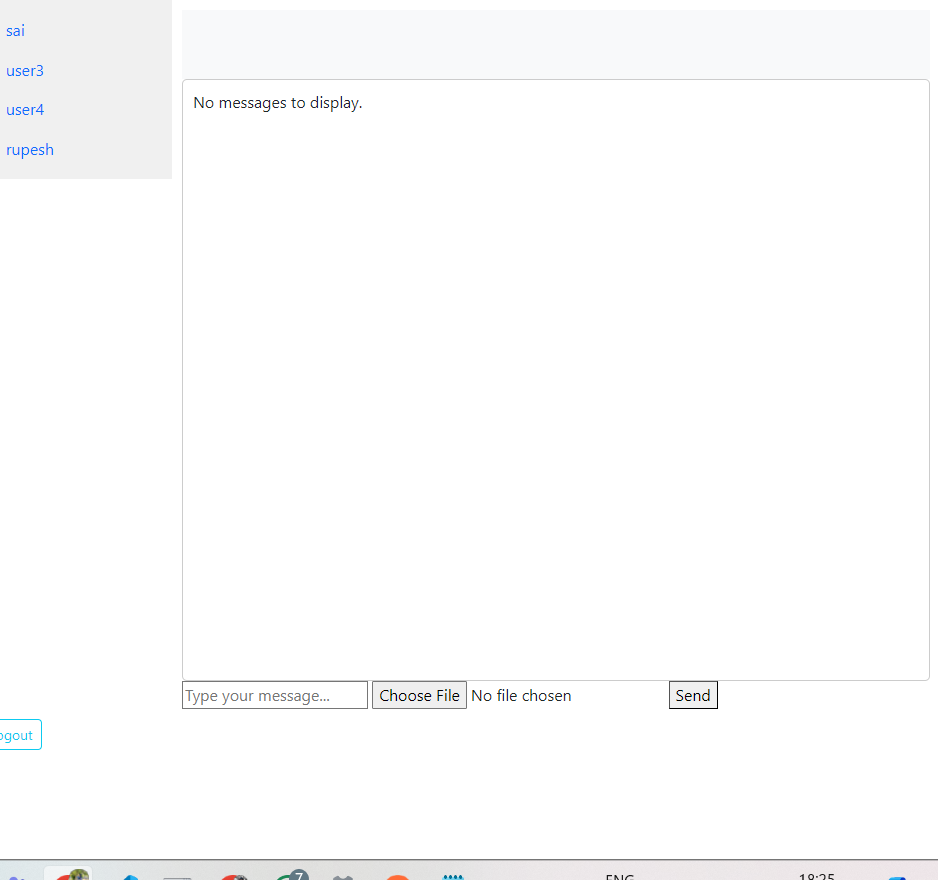 sai
user3
user4
rupesh
No messages to display.
Type your message...
Choose File No file chosen
Send
ogout
7
ENG
18:25